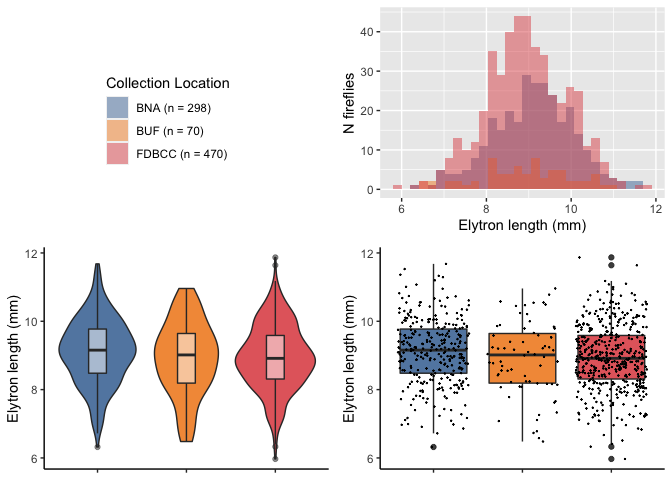 Collection Location
BNA (n = 298)
BUF (n = 70)
FDBCC (n = 470)
N fireflies
40
30
20
10
0
6
8
10
12
Elytron length (mm)
Elytron length (mm)
12
10
8
6
Elytron length (mm)
12
10
8
6